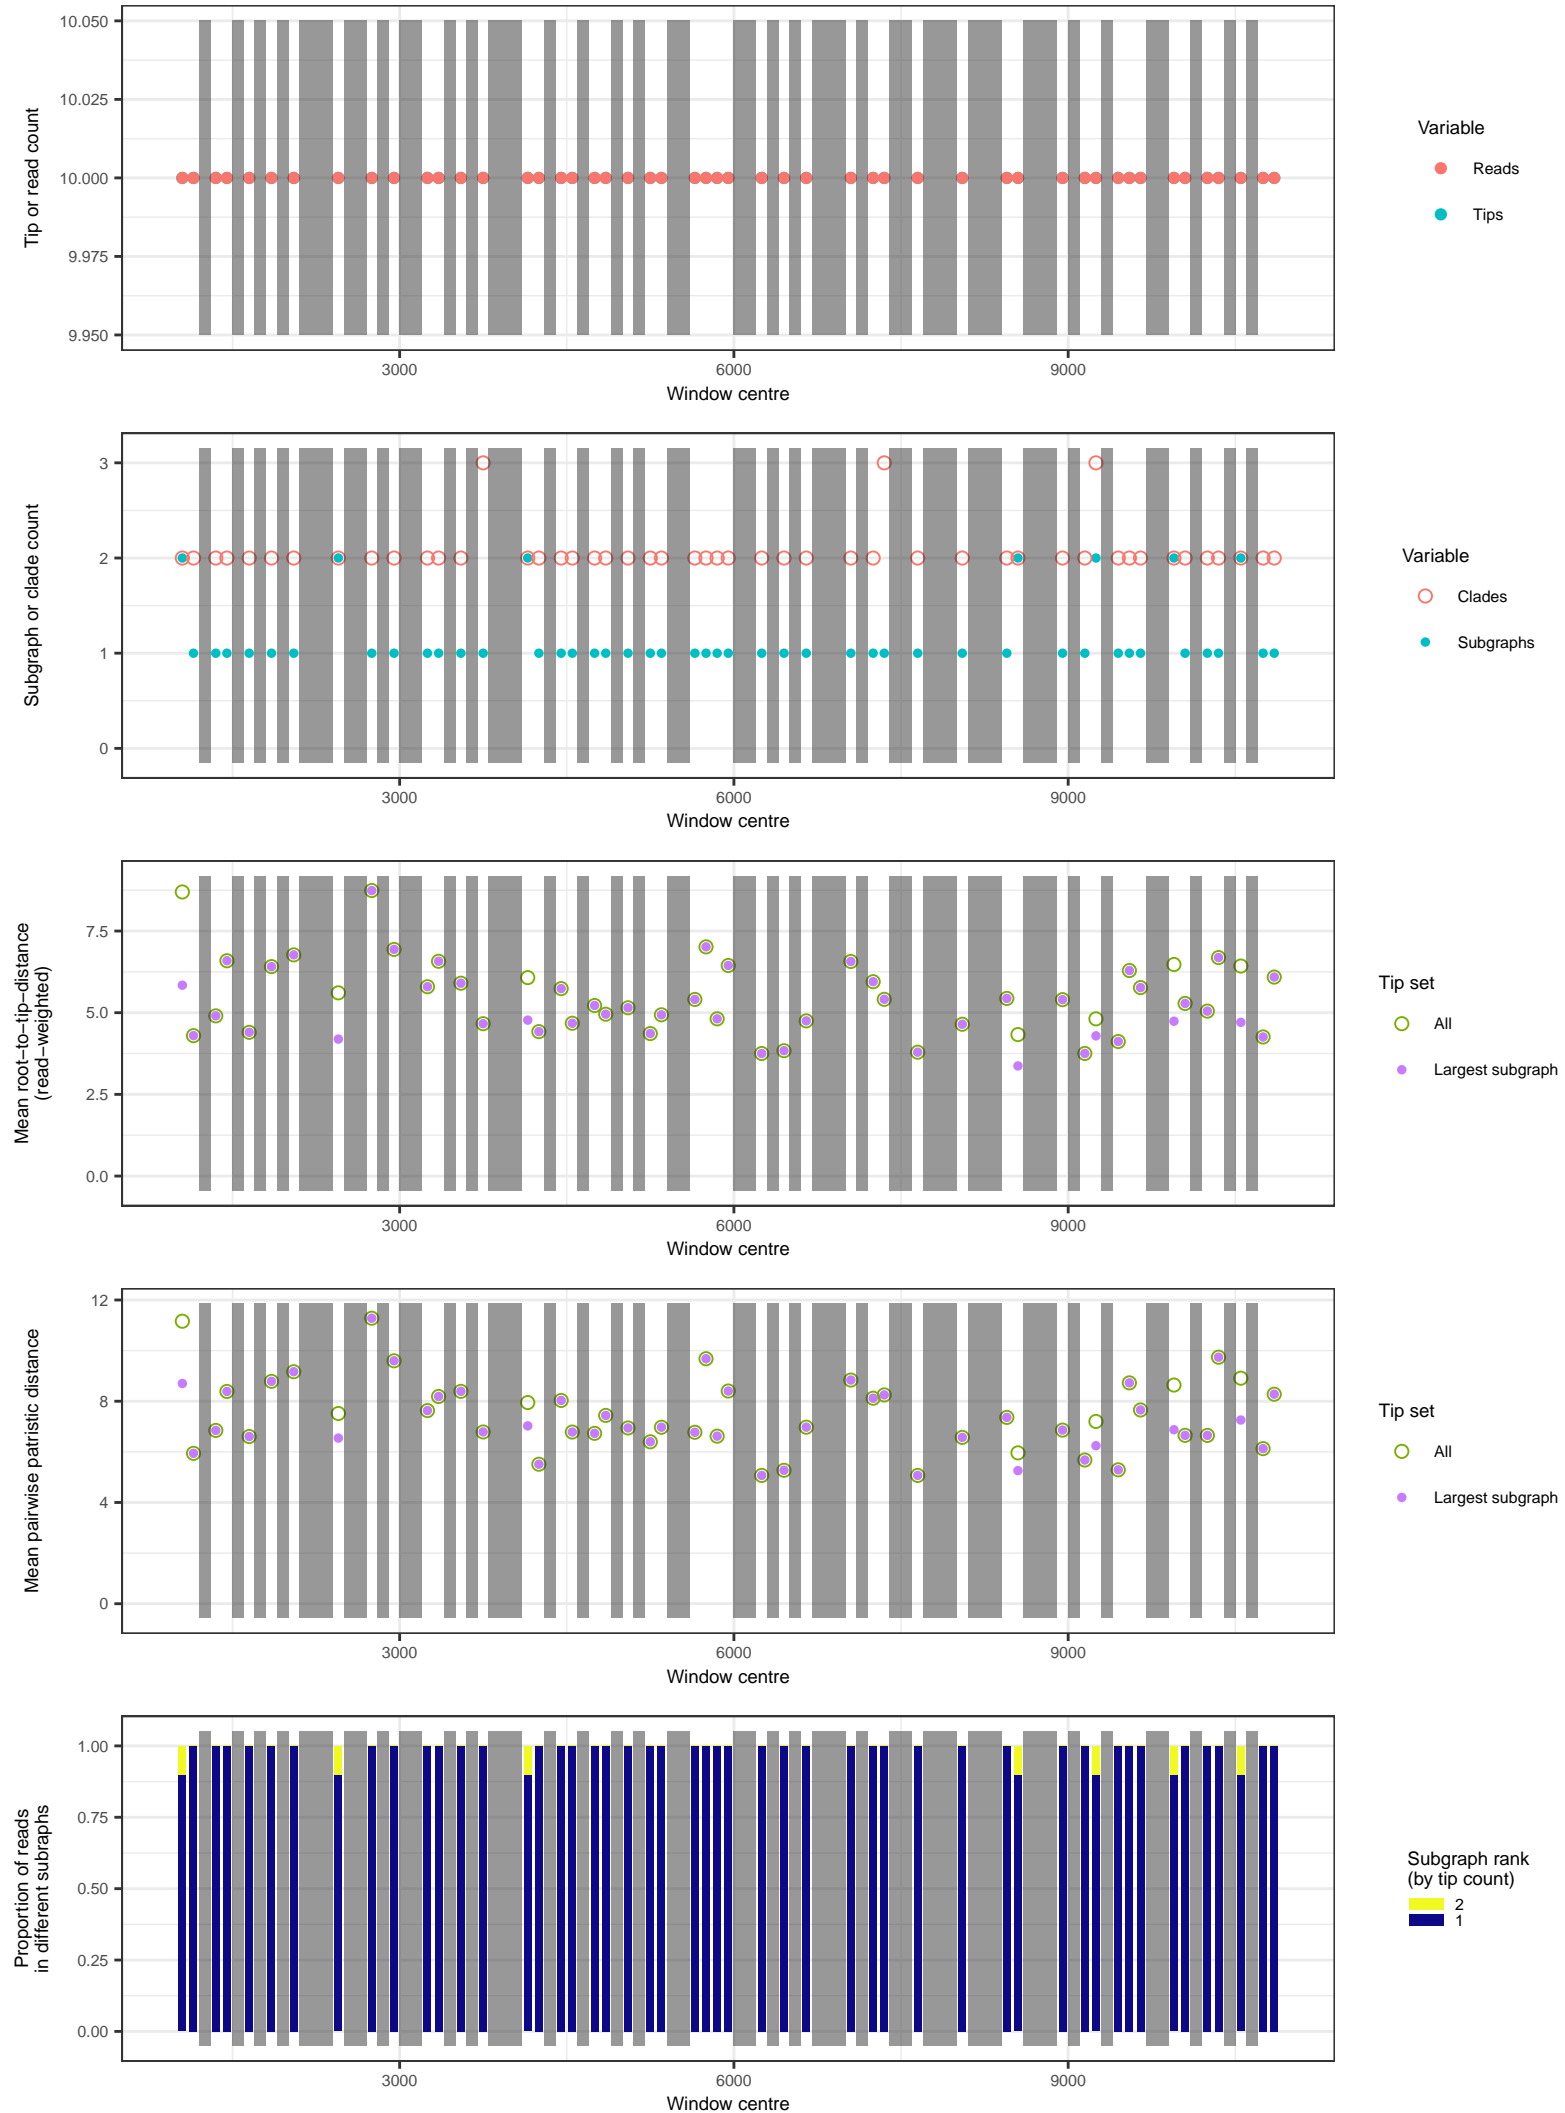 10.050
10.025
10.000
9.975
9.950
Tip or read count
3000
6000
9000
Window centre
Variable
Reads
Tips
3
2
1
0
Subgraph or clade count
3000
6000
9000
Window centre
Variable
Clades
Subgraphs
7.5
5.0
2.5
0.0
Mean root−to−tip−distance
(read−weighted)
3000
6000
9000
Window centre
Tip set
All
Largest subgraph
12
8
4
0
Mean pairwise patristic distance
3000
6000
9000
Window centre
Tip set
All
Largest subgraph
1.00
0.75
0.50
0.25
0.00
Proportion of reads
in different subraphs
3000
6000
9000
Window centre
Subgraph rank
(by tip count)
2
1